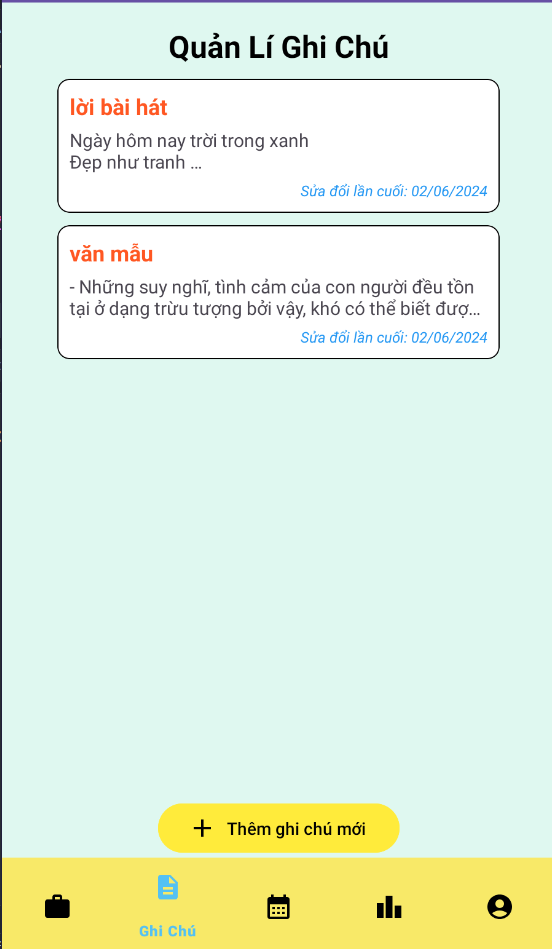 Quản Lí Ghi Chú
lời bài hát
Ngày hôm nay trời trong xanh
Đẹp như tranh ...
Sửa đổi lần cuối: 02/06/2024
văn mẫu
- Những suy nghĩ, tình cảm của con người đều tồn
tại ở dạng trừu tượng bởi vậy, khó có thể biết đượ...
Sửa đổi lần cuối: 02/06/2024
Thêm ghi chú mới
Ghi Chú